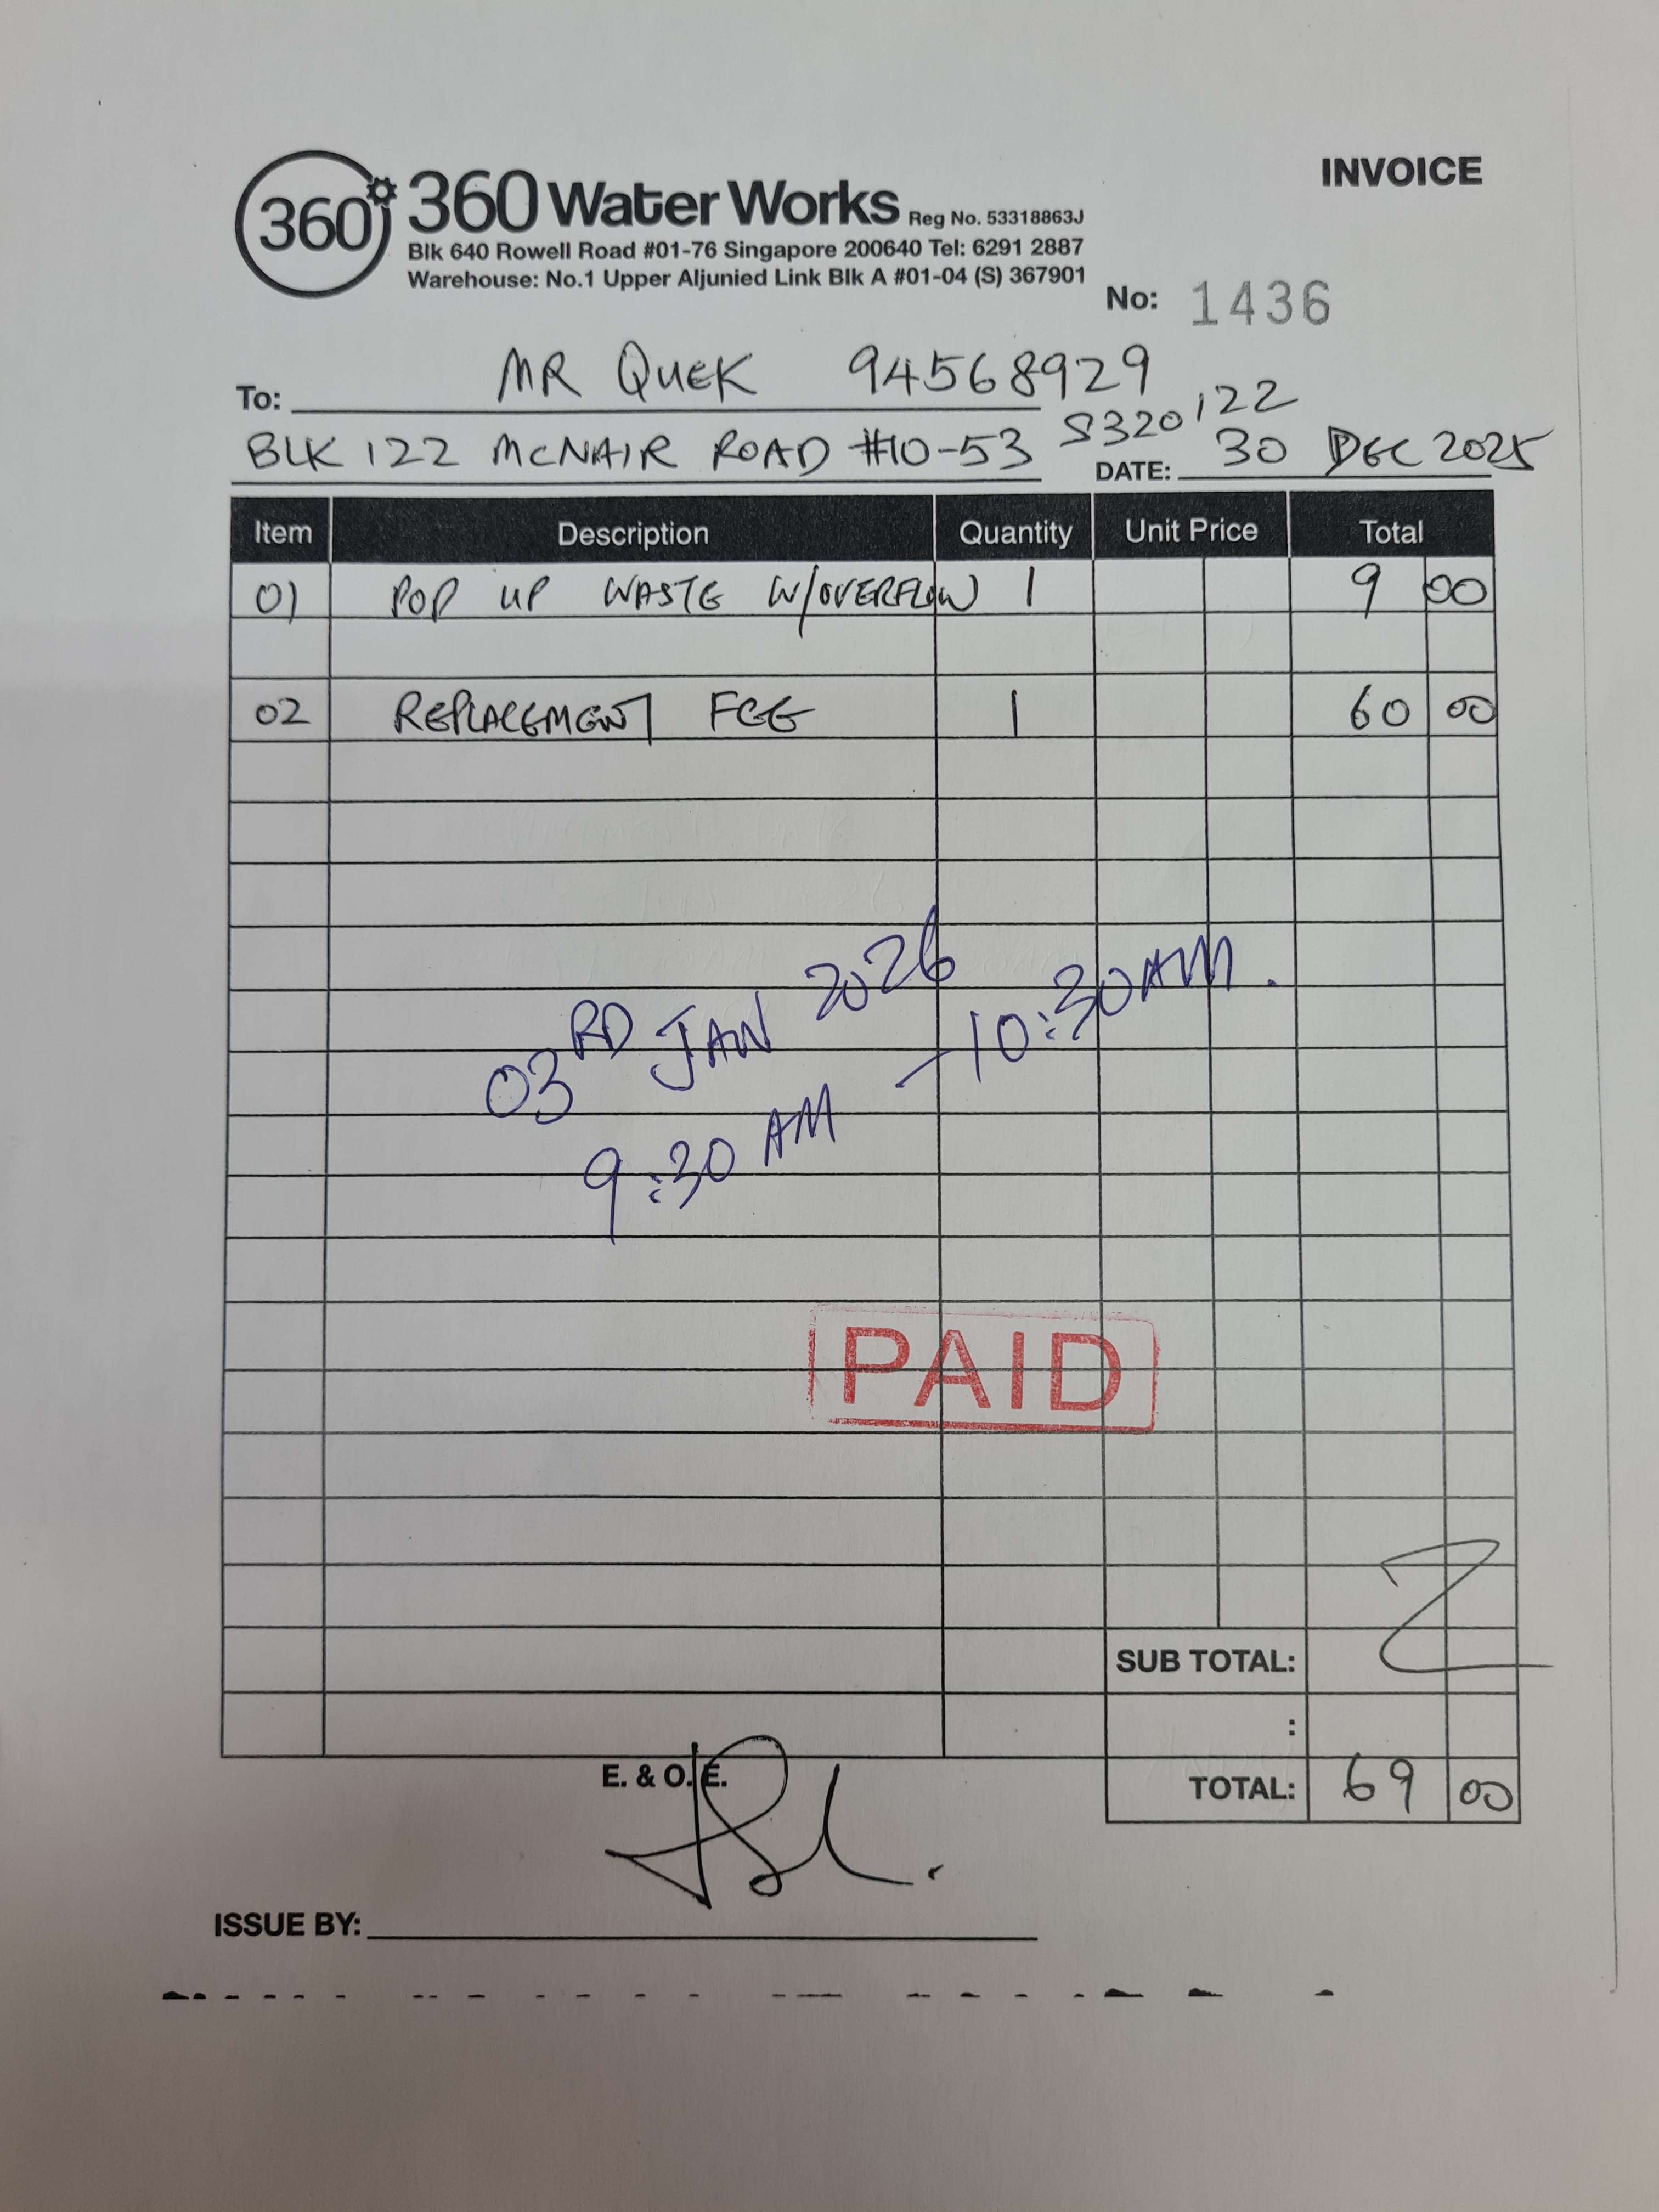 INVOICE
360°
360 Water Works Reg No. 53318863J
Blk 640 Rowell Road #01-76 Singapore 200640 Tel: 6291 2887
Warehouse: No.1 Upper Aljunied Link Blk A #01-04 (S) 367901
No: 1436
To: MR QUEK 94568929
BLK 122 MCNAIR ROAD #10-53 S320122
DATE: 30 DEC 2025
Item Description Quantity Unit Price Total
01 POP UP WASTE W/OVERFLOW 1 9 00
02 REPLACEMENT FEE 1 60 00
03RD JAN 2026
9:30 AM - 10:30AM.
PAID
SUB TOTAL:
:
E. & O. E.
TOTAL: 69 00
ISSUE BY: